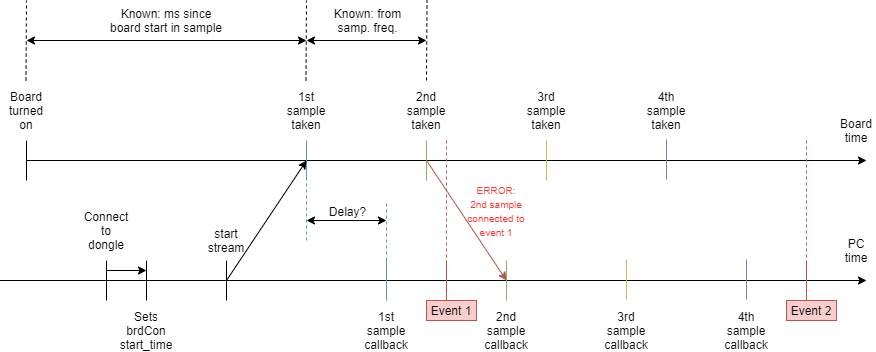 Known: ms since
board start in sample
Known: from
samp. freq.
Board
turned
on
1st
sample
taken
2nd
sample
taken
3rd
sample
taken
4th
sample
taken
Board
time
ERROR:
2nd sample
connected to
event 1
Connect
to
dongle
start
stream
Delay?
PC
time
Sets
brdCon
start_time
1st
sample
callback
Event 1
2nd
sample
callback
3rd
sample
callback
4th
sample
callback
Event 2